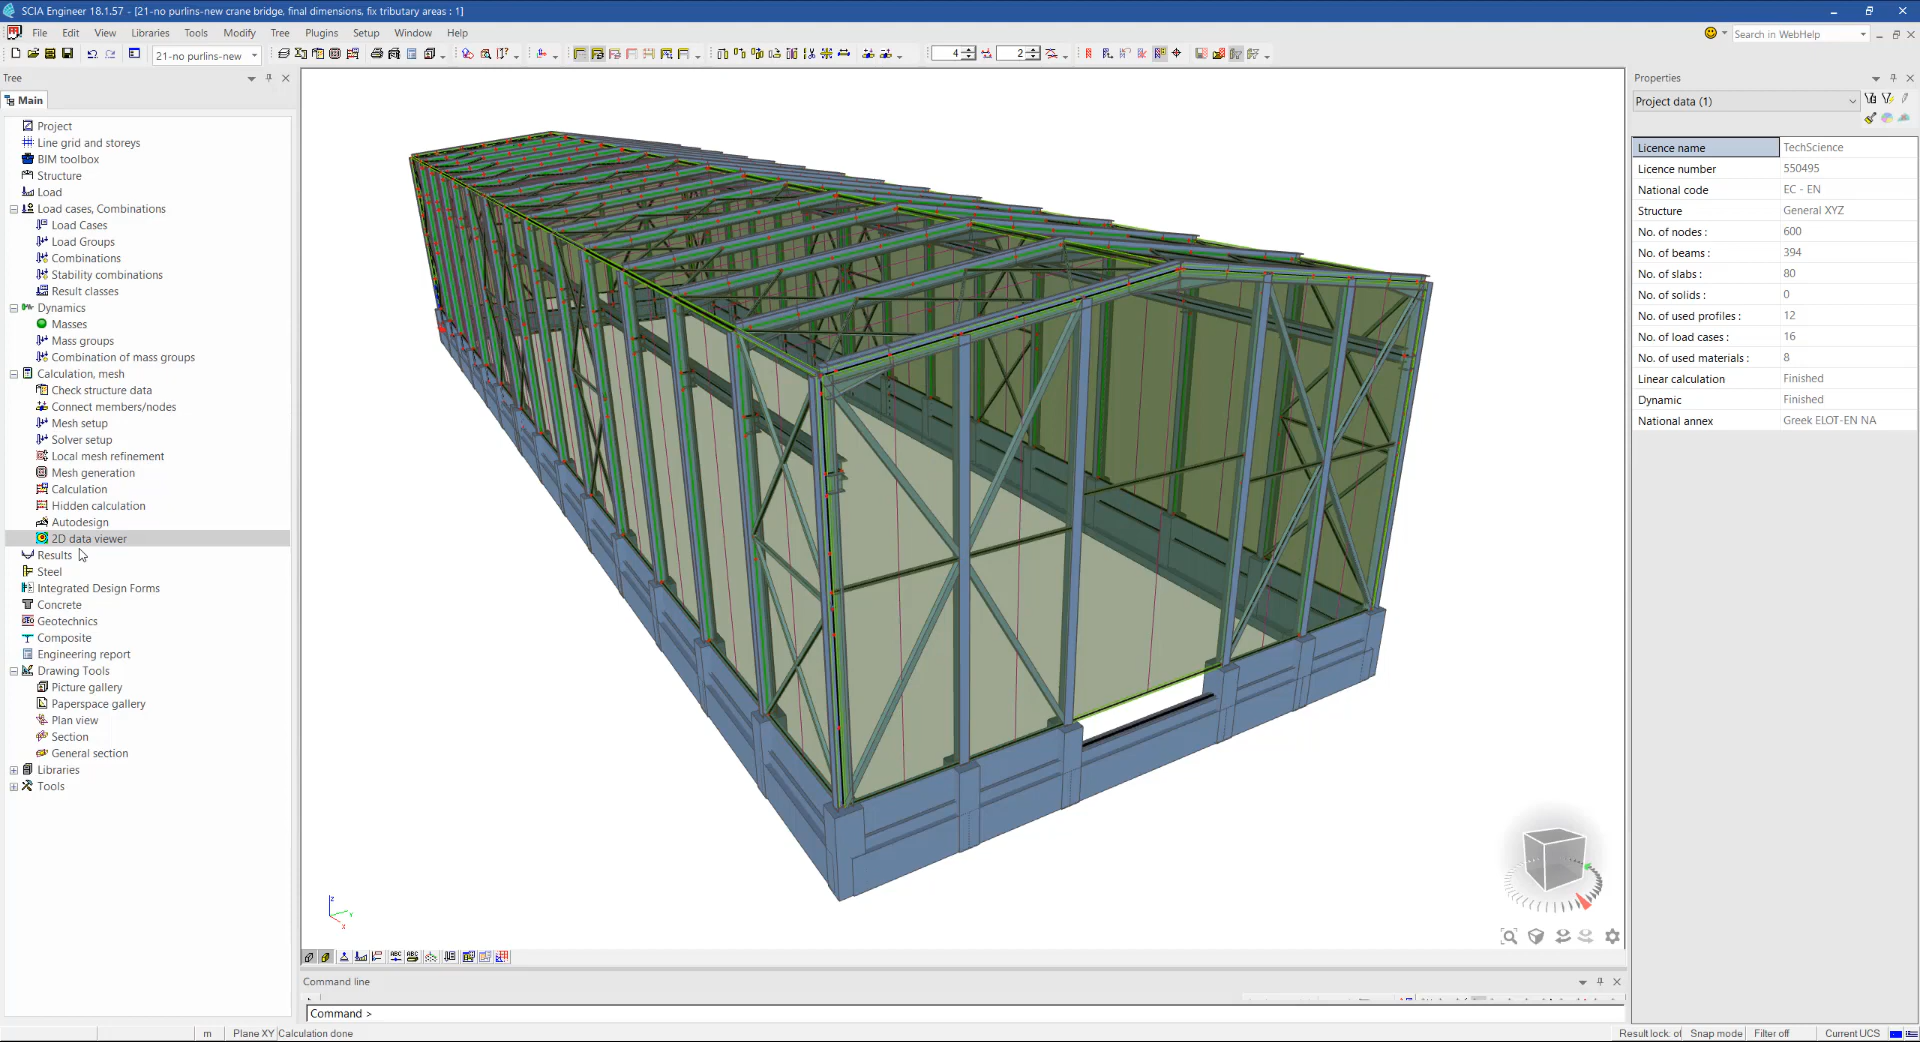 SCIA Engineer 18.1.57 - [21-no purlins-new crane bridge, final dimensions, fix tributary areas : 1]
File Edit View Libraries Tools Modify Tree Plugins Setup Window Help
Search in WebHelp
21-no purlins-new
4
2
Tree
Main
Project
Line grid and storeys
BIM toolbox
Structure
Load
Load cases, Combinations
Load Cases
Load Groups
Combinations
Stability combinations
Result classes
Dynamics
Masses
Mass groups
Combination of mass groups
Calculation, mesh
Check structure data
Connect members/nodes
Mesh setup
Solver setup
Local mesh refinement
Mesh generation
Calculation
Hidden calculation
Autodesign
2D data viewer
Results
Steel
Integrated Design Forms
Concrete
Geotechnics
Composite
Engineering report
Drawing Tools
Picture gallery
Paperspace gallery
Plan view
Section
General section
Libraries
Tools
Properties
Project data (1)
Licence name TechScience
Licence number 550495
National code EC - EN
Structure General XYZ
No. of nodes : 600
No. of beams : 394
No. of slabs : 80
No. of solids : 0
No. of used profiles : 12
No. of load cases : 16
No. of used materials : 8
Linear calculation Finished
Dynamic Finished
National annex Greek ELOT-EN NA
Command line
Command >
m Plane XY Calculation done
Result lock: of Snap mode Filter off Current UCS